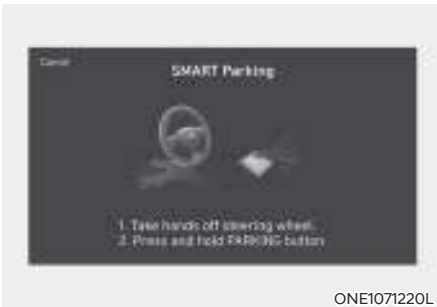 Cancel
SMART Parking
1. Take hands off steering wheel.
2. Press and hold PARKING button
ONE1071220L